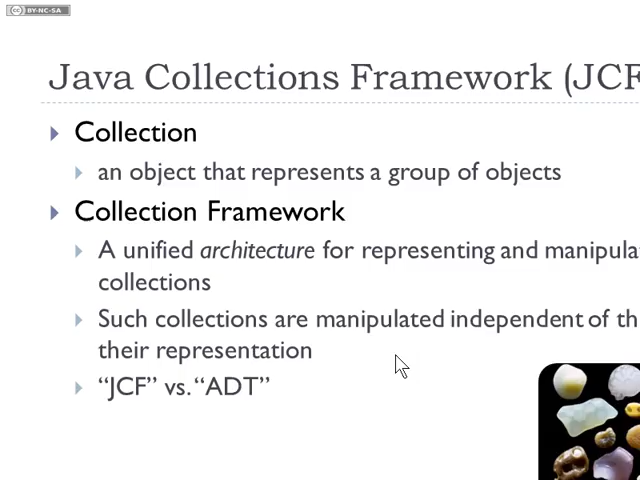 CC BY-NC-SA
Java Collections Framework (JCF
Collection
an object that represents a group of objects
Collection Framework
A unified architecture for representing and manipula
collections
Such collections are manipulated independent of th
their representation
“JCF” vs. “ADT”